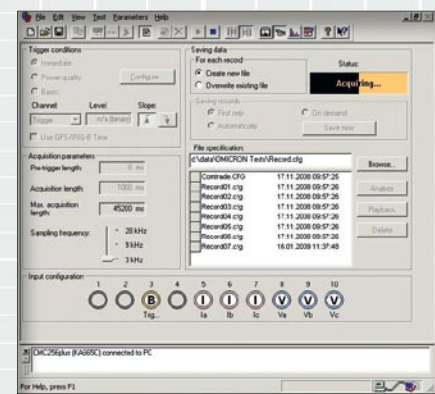 File Edit View Test Parameters Help
Trigger conditions
Immediate
Power quality
Configure
Basic
Channel: Level: Slope:
Trigger n/a (binary)
Use GPS/IRIG-B Time
Acquisition parameters
Pre-trigger length: 0 ms
Acquisition length: 1000 ms
Max. acquisition length: 45200 ms
Sampling frequency:
28 kHz
9 kHz
3 kHz
Saving data
For each record
Create new file
Overwrite existing file
Status:
Acquiring...
Saving records
First only
On demand
Automatically
Save now
File specification:
d:\data\OMICRON Tests\Record.cfg
Browse...
Comtrade.CFG 17.11.2008 09:57:26
Record01.cfg 17.11.2008 09:57:25
Record02.cfg 17.11.2008 09:57:25
Record03.cfg 17.11.2008 09:57:25
Record04.cfg 17.11.2008 09:57:25
Record05.cfg 17.11.2008 09:57:25
Record06.cfg 17.11.2008 09:57:26
Record07.cfg 16.01.2009 11:37:48
Analyze
Playback
Delete
Input configuration
1 2 3 4 5 6 7 8 9 10
B I I I V V V
Trig... Ia Ib Ic Va Vb Vc
CMC256plus (KA665C) connected to PC
For Help, press F1